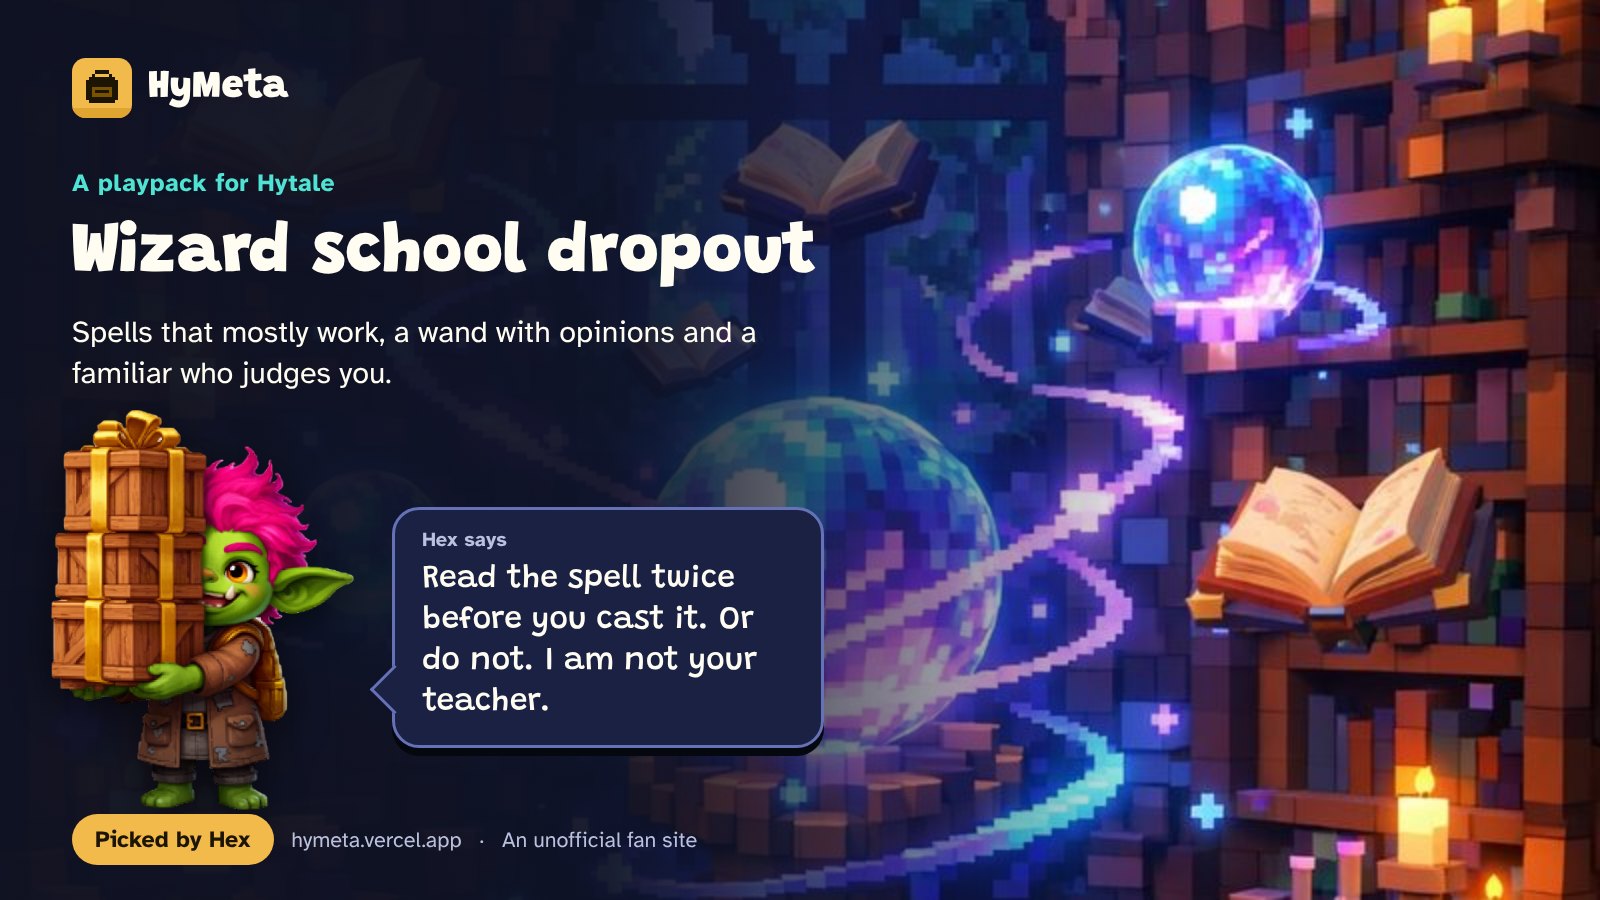 HyMeta
A playpack for Hytale
Wizard school dropout
Spells that mostly work, a wand with opinions and a
familiar who judges you.
Hex says
Read the spell twice
before you cast it. Or
do not. I am not your
teacher.
Picked by Hex
hymeta.vercel.app · An unofficial fan site